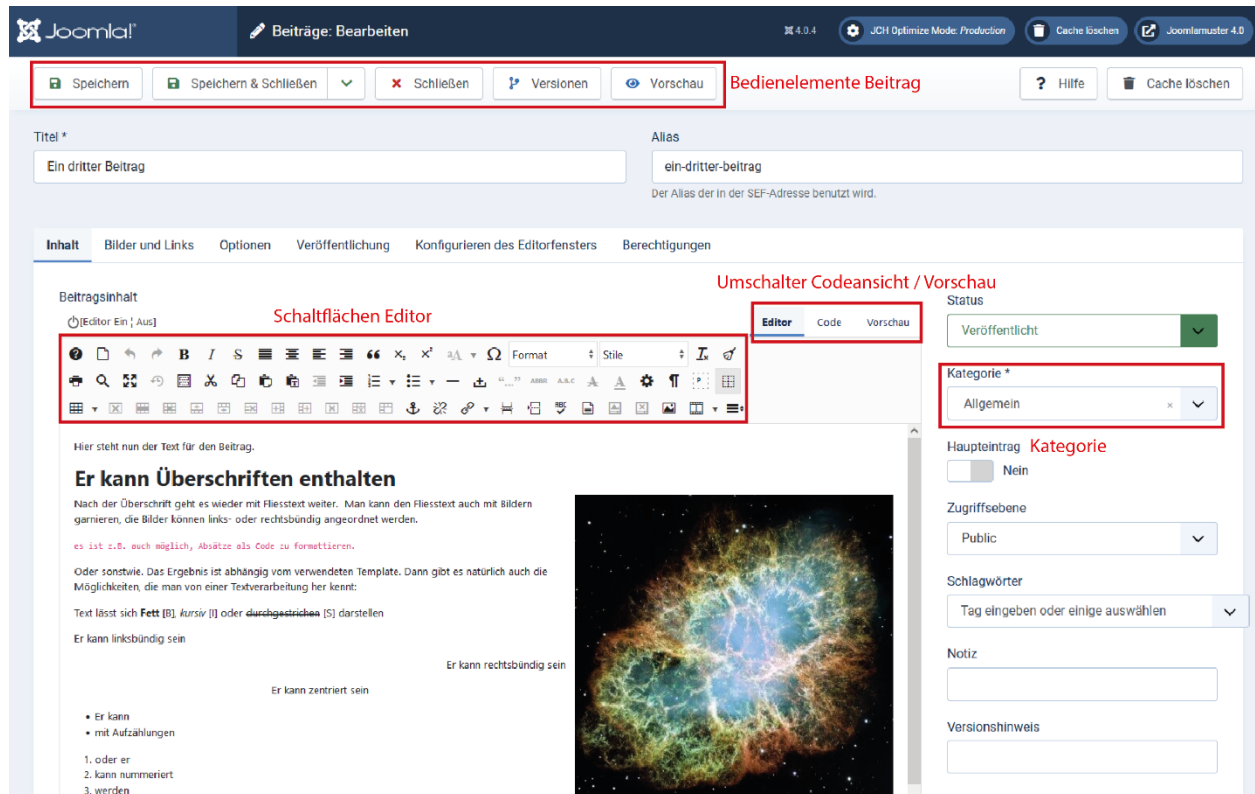 Joomla!®
Beiträge: Bearbeiten
4.0.4
JCH Optimize Mode: Production
Cache löschen
Joomlamuster 4.0
Speichern
Speichern & Schließen
Schließen
Versionen
Vorschau
Bedienelemente Beitrag
? Hilfe
Cache löschen
Titel *
Alias
Ein dritter Beitrag
ein-dritter-beitrag
Der Alias der in der SEF-Adresse benutzt wird.
Inhalt
Bilder und Links
Optionen
Veröffentlichung
Konfigurieren des Editorfensters
Berechtigungen
Umschalter Codeansicht / Vorschau
Beitragsinhalt
Status
[Editor Ein ¦ Aus]
Schaltflächen Editor
Editor
Code
Vorschau
Veröffentlicht
Format
Stile
Kategorie *
Allgemein
Hier steht nun der Text für den Beitrag.
Haupteintrag
Kategorie
Nein
Er kann Überschriften enthalten
Nach der Überschrift geht es wieder mit Fliesstext weiter. Man kann den Fliesstext auch mit Bildern
garnieren, die Bilder können links- oder rechtsbündig angeordnet werden.
Zugriffsebene
Public
es ist z.B. auch möglich, Absätze als Code zu formattieren.
Oder sonstwie. Das Ergebnis ist abhängig vom verwendeten Template. Dann gibt es natürlich auch die
Möglichkeiten, die man von einer Textverarbeitung her kennt:
Schlagwörter
Tag eingeben oder einige auswählen
Text lässt sich Fett [B], kursiv [I] oder durchgestrichen [S] darstellen
Er kann linksbündig sein
Notiz
Er kann rechtsbündig sein
Er kann zentriert sein
• Er kann
• mit Aufzählungen
Versionshinweis
1. oder er
2. kann nummeriert
3. werden